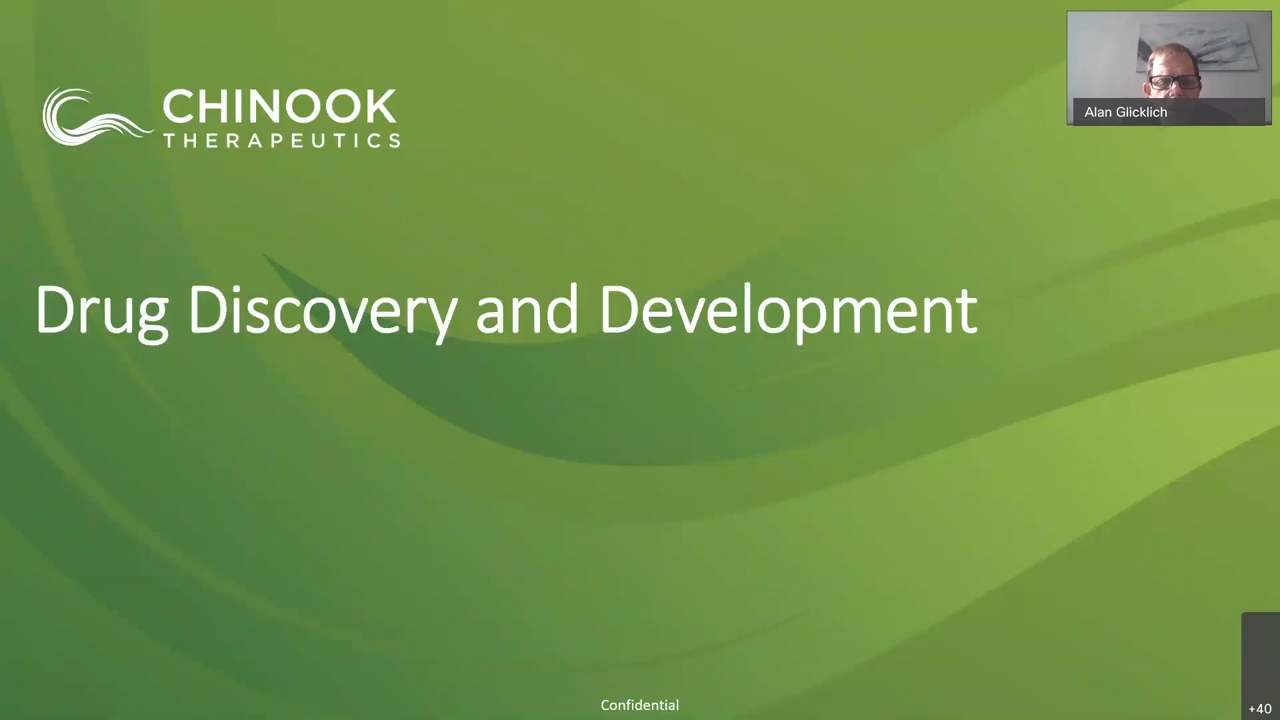 CHINOOK
THERAPEUTICS
Alan Glicklich
Drug Discovery and Development
Confidential
+40